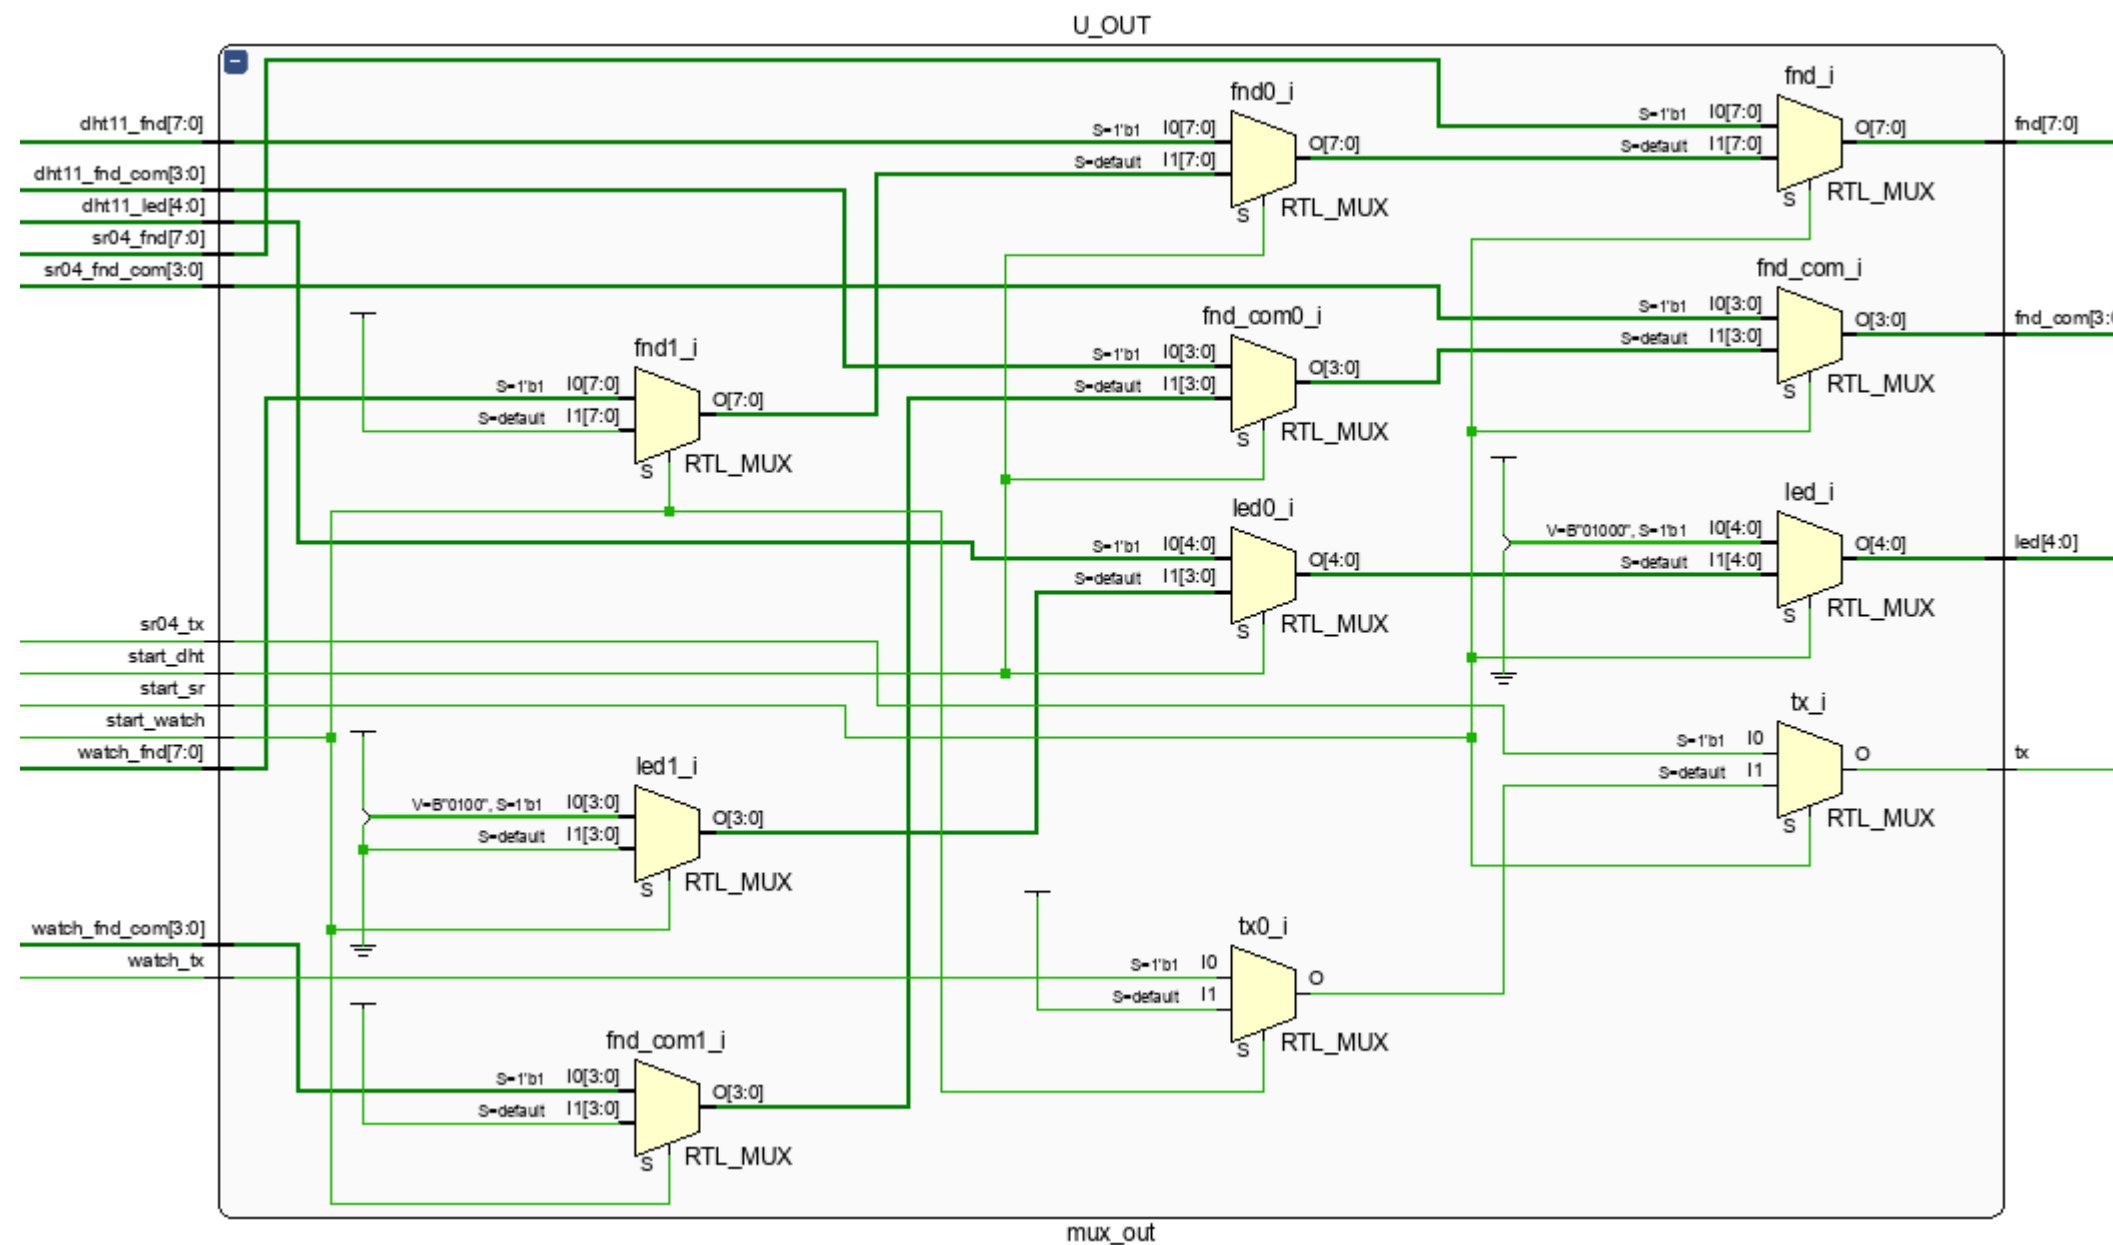 U_OUT
dht11_fnd[7:0]
dht11_fnd_com[3:0]
dht11_led[4:0]
sr04_fnd[7:0]
sr04_fnd_com[3:0]
fnd1_i
S=1'b1 I0[7:0]
S=default I1[7:0]
O[7:0]
S
RTL_MUX
fnd0_i
S=1'b1 I0[7:0]
S=default I1[7:0]
O[7:0]
S
RTL_MUX
fnd_i
S=1'b1 I0[7:0]
S=default I1[7:0]
O[7:0]
S
RTL_MUX
fnd[7:0]
fnd_com0_i
S=1'b1 I0[3:0]
S=default I1[3:0]
O[3:0]
S
RTL_MUX
fnd_com_i
S=1'b1 I0[3:0]
S=default I1[3:0]
O[3:0]
S
RTL_MUX
fnd_com[3:
led0_i
S=1'b1 I0[4:0]
S=default I1[3:0]
O[4:0]
S
RTL_MUX
led_i
V=B"01000", S=1'b1 I0[4:0]
S=default I1[4:0]
O[4:0]
S
RTL_MUX
led[4:0]
sr04_tx
start_dht
start_sr
start_watch
watch_fnd[7:0]
led1_i
V=B"0100", S=1'b1 I0[3:0]
S=default I1[3:0]
O[3:0]
S
RTL_MUX
tx_i
S=1'b1 I0
S=default I1
O
S
RTL_MUX
tx
watch_fnd_com[3:0]
watch_tx
tx0_i
S=1'b1 I0
S=default I1
O
S
RTL_MUX
fnd_com1_i
S=1'b1 I0[3:0]
S=default I1[3:0]
O[3:0]
S
RTL_MUX
mux_out